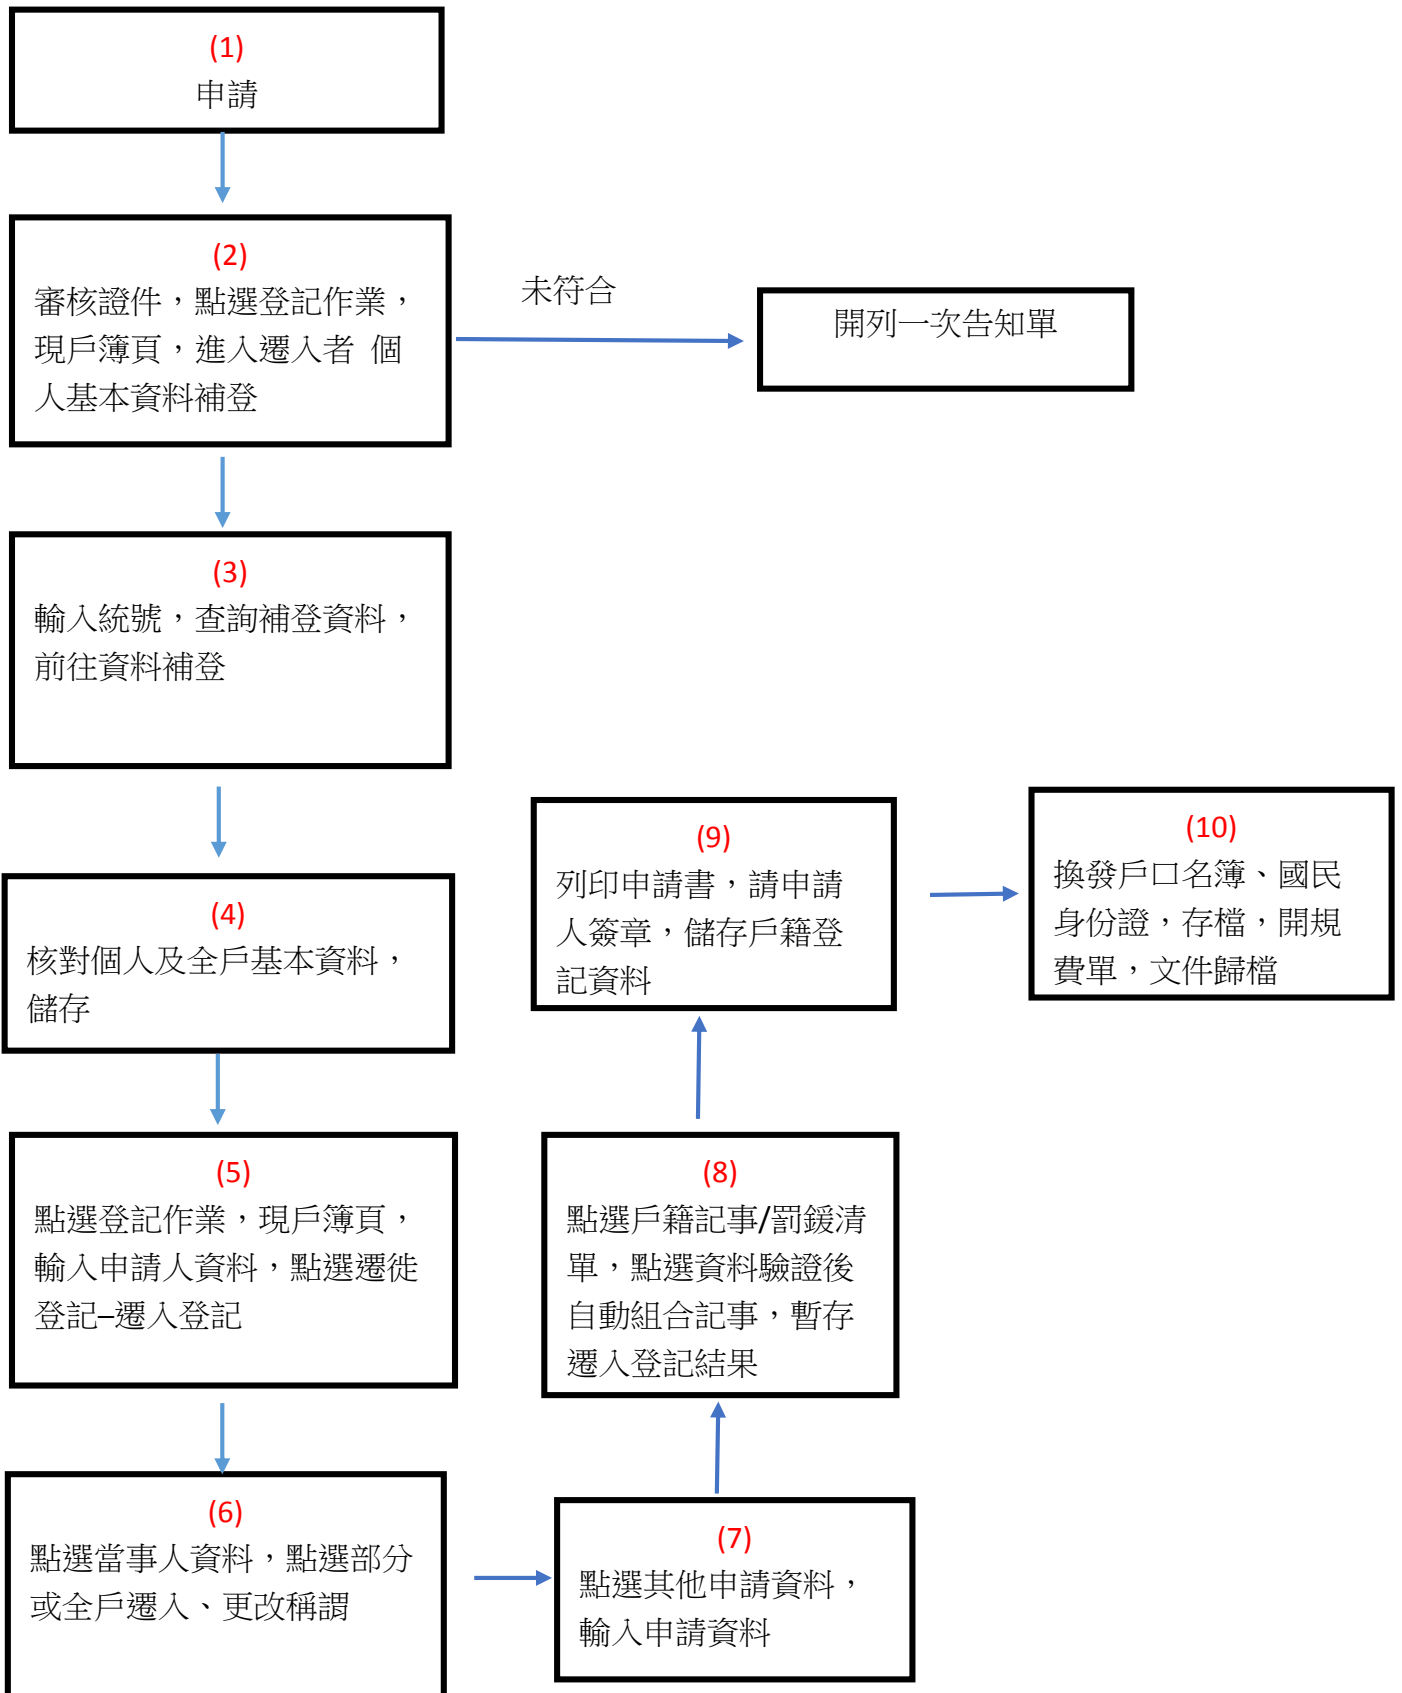 (1)
申請
(2)
審核證件，點選登記作業，
現戶簿頁，進入遷入者 個
人基本資料補登
未符合
開列一次告知單
(3)
輸入統號，查詢補登資料，
前往資料補登
(4)
核對個人及全戶基本資料，
儲存
(5)
點選登記作業，現戶簿頁，
輸入申請人資料，點選遷徙
登記–遷入登記
(6)
點選當事人資料，點選部分
或全戶遷入、更改稱謂
(7)
點選其他申請資料，
輸入申請資料
(8)
點選戶籍記事/罰鍰清
單，點選資料驗證後
自動組合記事，暫存
遷入登記結果
(9)
列印申請書，請申請
人簽章，儲存戶籍登
記資料
(10)
換發戶口名簿、國民
身份證，存檔，開規
費單，文件歸檔